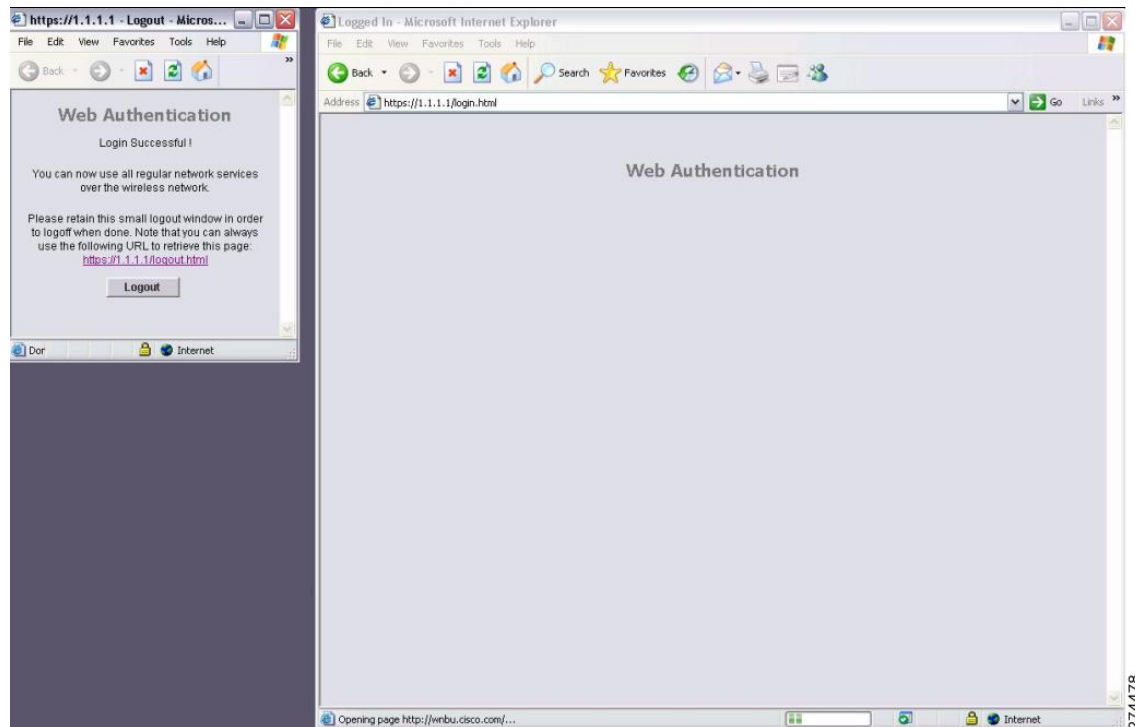 https://1.1.1.1 - Logout - Micros...
File Edit View Favorites Tools Help
Back
Web Authentication
Login Successful !
You can now use all regular network services
over the wireless network.
Please retain this small logout window in order
to logoff when done. Note that you can always
use the following URL to retrieve this page:
https://1.1.1.1/logout.html
Logout
Dor
Internet
Logged In - Microsoft Internet Explorer
File Edit View Favorites Tools Help
Back Search Favorites
Address https://1.1.1.1/login.html Go Links
Web Authentication
Opening page http://wnbu.cisco.com/...
Internet
274478